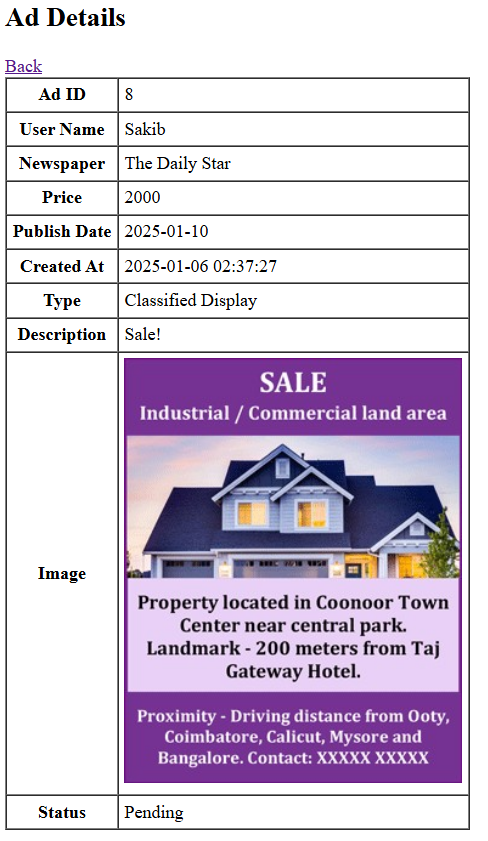 Ad Details
Back
Ad ID 8
User Name Sakib
Newspaper The Daily Star
Price 2000
Publish Date 2025-01-10
Created At 2025-01-06 02:37:27
Type Classified Display
Description Sale!
Image
SALE
Industrial / Commercial land area
Property located in Coonoor Town
Center near central park.
Landmark - 200 meters from Taj
Gateway Hotel.
Proximity - Driving distance from Ooty,
Coimbatore, Calicut, Mysore and
Bangalore. Contact: XXXXX XXXXX
Status Pending